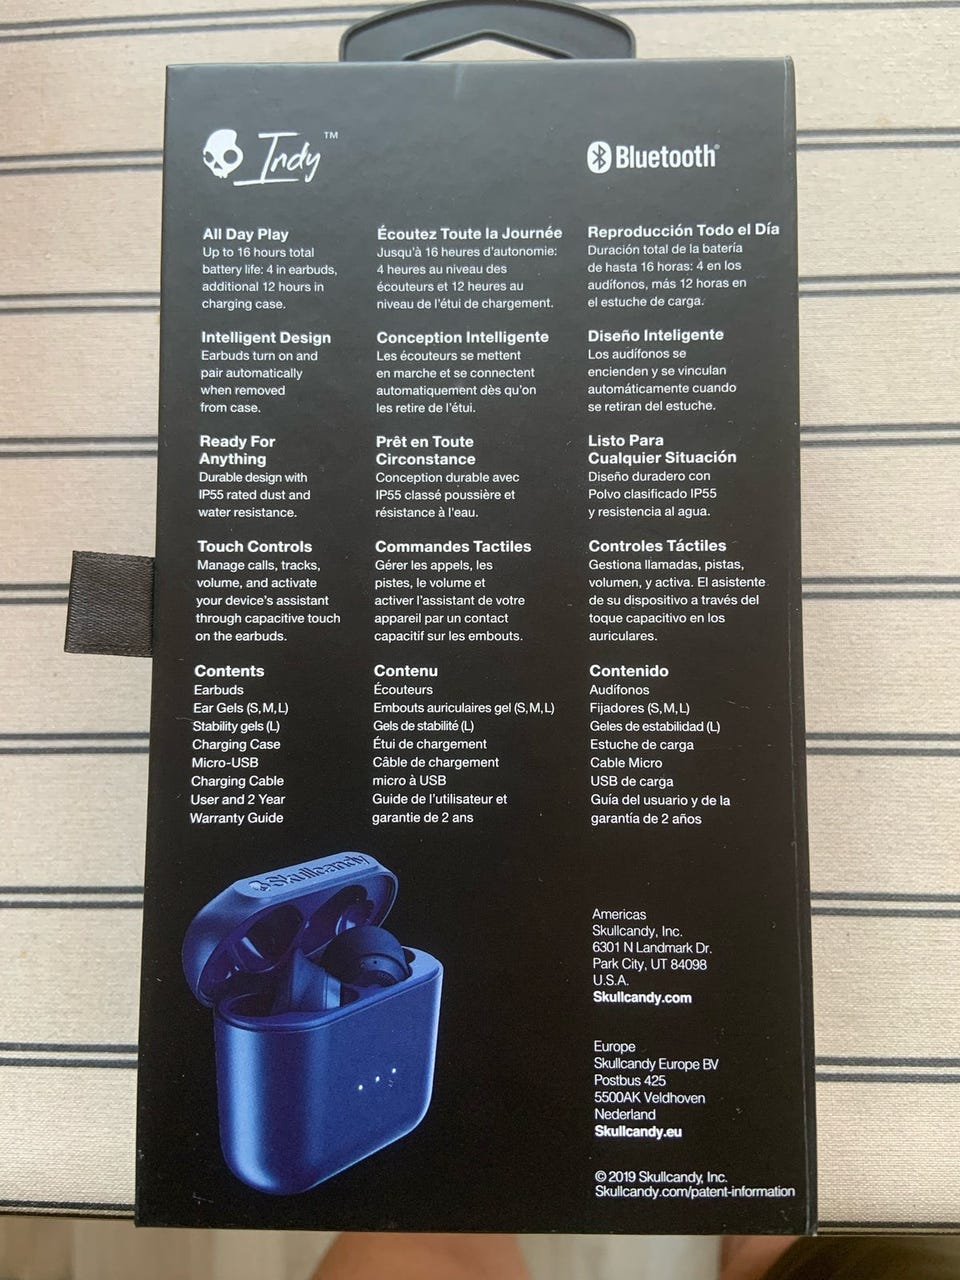 Indy™
Bluetooth®
All Day Play
Up to 16 hours total
battery life: 4 in earbuds,
additional 12 hours in
charging case.
Intelligent Design
Earbuds turn on and
pair automatically
when removed
from case.
Ready For
Anything
Durable design with
IP55 rated dust and
water resistance.
Touch Controls
Manage calls, tracks,
volume, and activate
your device's assistant
through capacitive touch
on the earbuds.
Contents
Earbuds
Ear Gels (S,M,L)
Stability gels (L)
Charging Case
Micro-USB
Charging Cable
User and 2 Year
Warranty Guide
Écoutez Toute la Journée
Jusqu'à 16 heures d'autonomie:
4 heures au niveau des
écouteurs et 12 heures au
niveau de l'étui de chargement.
Conception Intelligente
Les écouteurs se mettent
en marche et se connectent
automatiquement dès qu'on
les retire de l'étui.
Prêt en Toute
Circonstance
Conception durable avec
IP55 classé poussière et
résistance à l'eau.
Commandes Tactiles
Gérer les appels, les
pistes, le volume et
activer l'assistant de votre
appareil par un contact
capacitif sur les embouts.
Contenu
Écouteurs
Embouts auriculaires gel (S,M,L)
Gels de stabilité (L)
Étui de chargement
Câble de chargement
micro à USB
Guide de l'utilisateur et
garantie de 2 ans
Reproducción Todo el Día
Duración total de la batería
de hasta 16 horas: 4 en los
audífonos, más 12 horas en
el estuche de carga.
Diseño Inteligente
Los audífonos se
encienden y se vinculan
automáticamente cuando
se retiran del estuche.
Listo Para
Cualquier Situación
Diseño duradero con
Polvo clasificado IP55
y resistencia al agua.
Controles Táctiles
Gestiona llamadas, pistas,
volumen, y activa. El asistente
de su dispositivo a través del
toque capacitivo en los
auriculares.
Contenido
Audífonos
Fijadores (S,M,L)
Geles de estabilidad (L)
Estuche de carga
Cable Micro
USB de carga
Guía del usuario y de la
garantía de 2 años
Skullcandy
Americas
Skullcandy, Inc.
6301 N Landmark Dr.
Park City, UT 84098
U.S.A.
Skullcandy.com
Europe
Skullcandy Europe BV
Postbus 425
5500AK Veldhoven
Nederland
Skullcandy.eu
© 2019 Skullcandy, Inc.
Skullcandy.com/patent-information